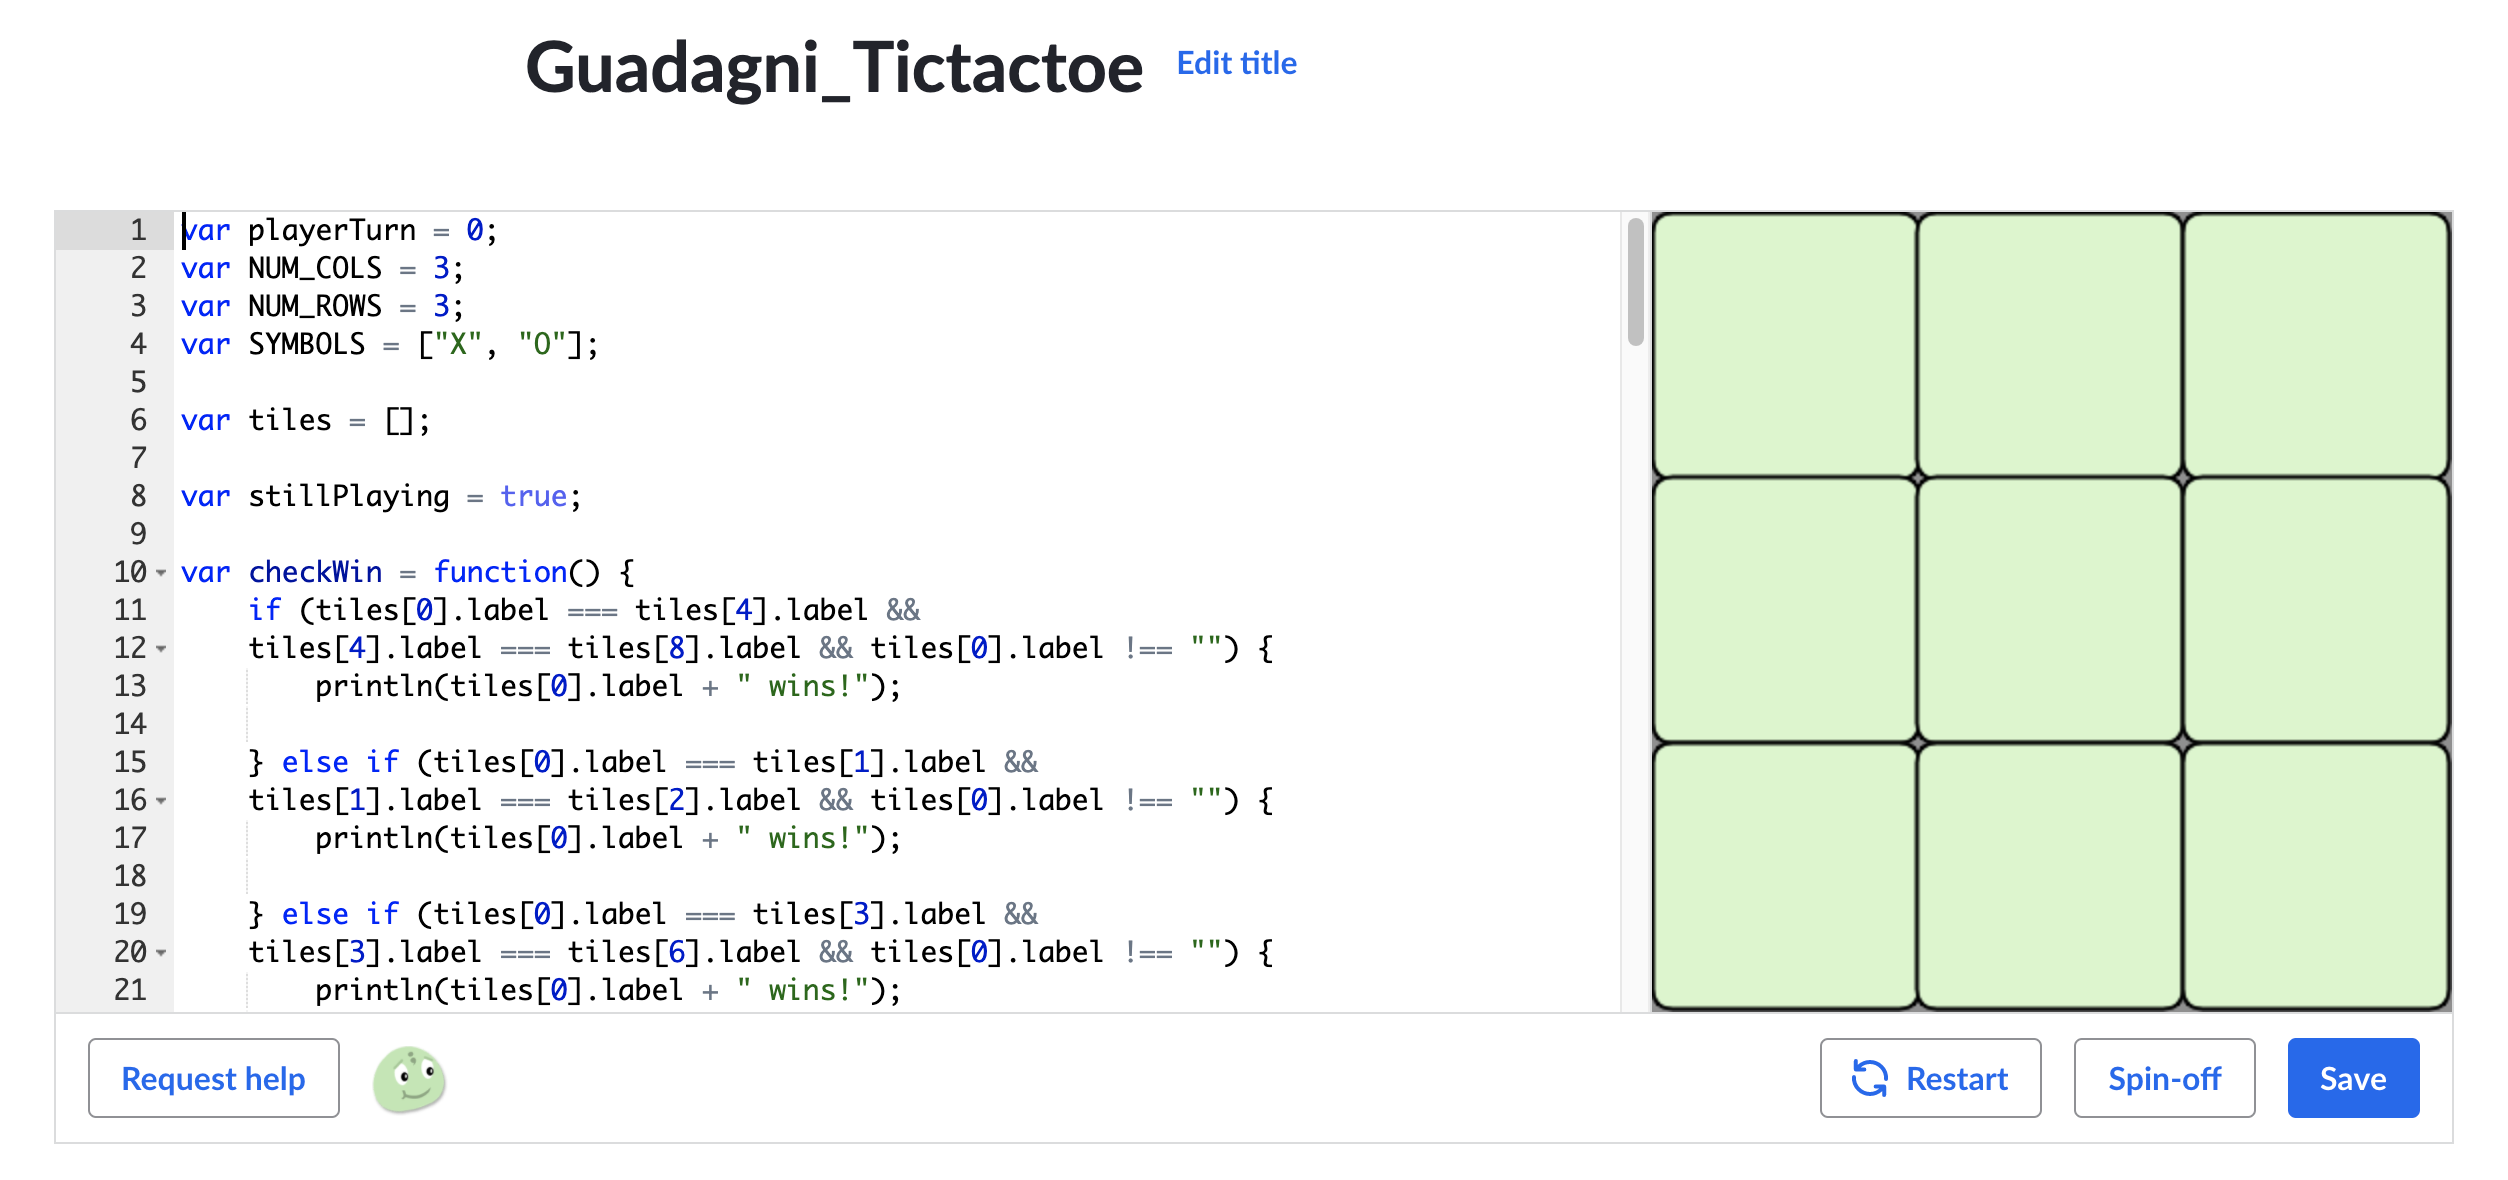 Guadagni_Tictactoe Edit title
1 var playerTurn = 0;
2 var NUM_COLS = 3;
3 var NUM_ROWS = 3;
4 var SYMBOLS = ["X", "O"];
5
6 var tiles = [];
7
8 var stillPlaying = true;
9
10 var checkWin = function() {
11     if (tiles[0].label === tiles[4].label &&
12     tiles[4].label === tiles[8].label && tiles[0].label !== "") {
13         println(tiles[0].label + " wins!");
14
15     } else if (tiles[0].label === tiles[1].label &&
16     tiles[1].label === tiles[2].label && tiles[0].label !== "") {
17         println(tiles[0].label + " wins!");
18
19     } else if (tiles[0].label === tiles[3].label &&
20     tiles[3].label === tiles[6].label && tiles[0].label !== "") {
21         println(tiles[0].label + " wins!");
Request help
Restart
Spin-off
Save